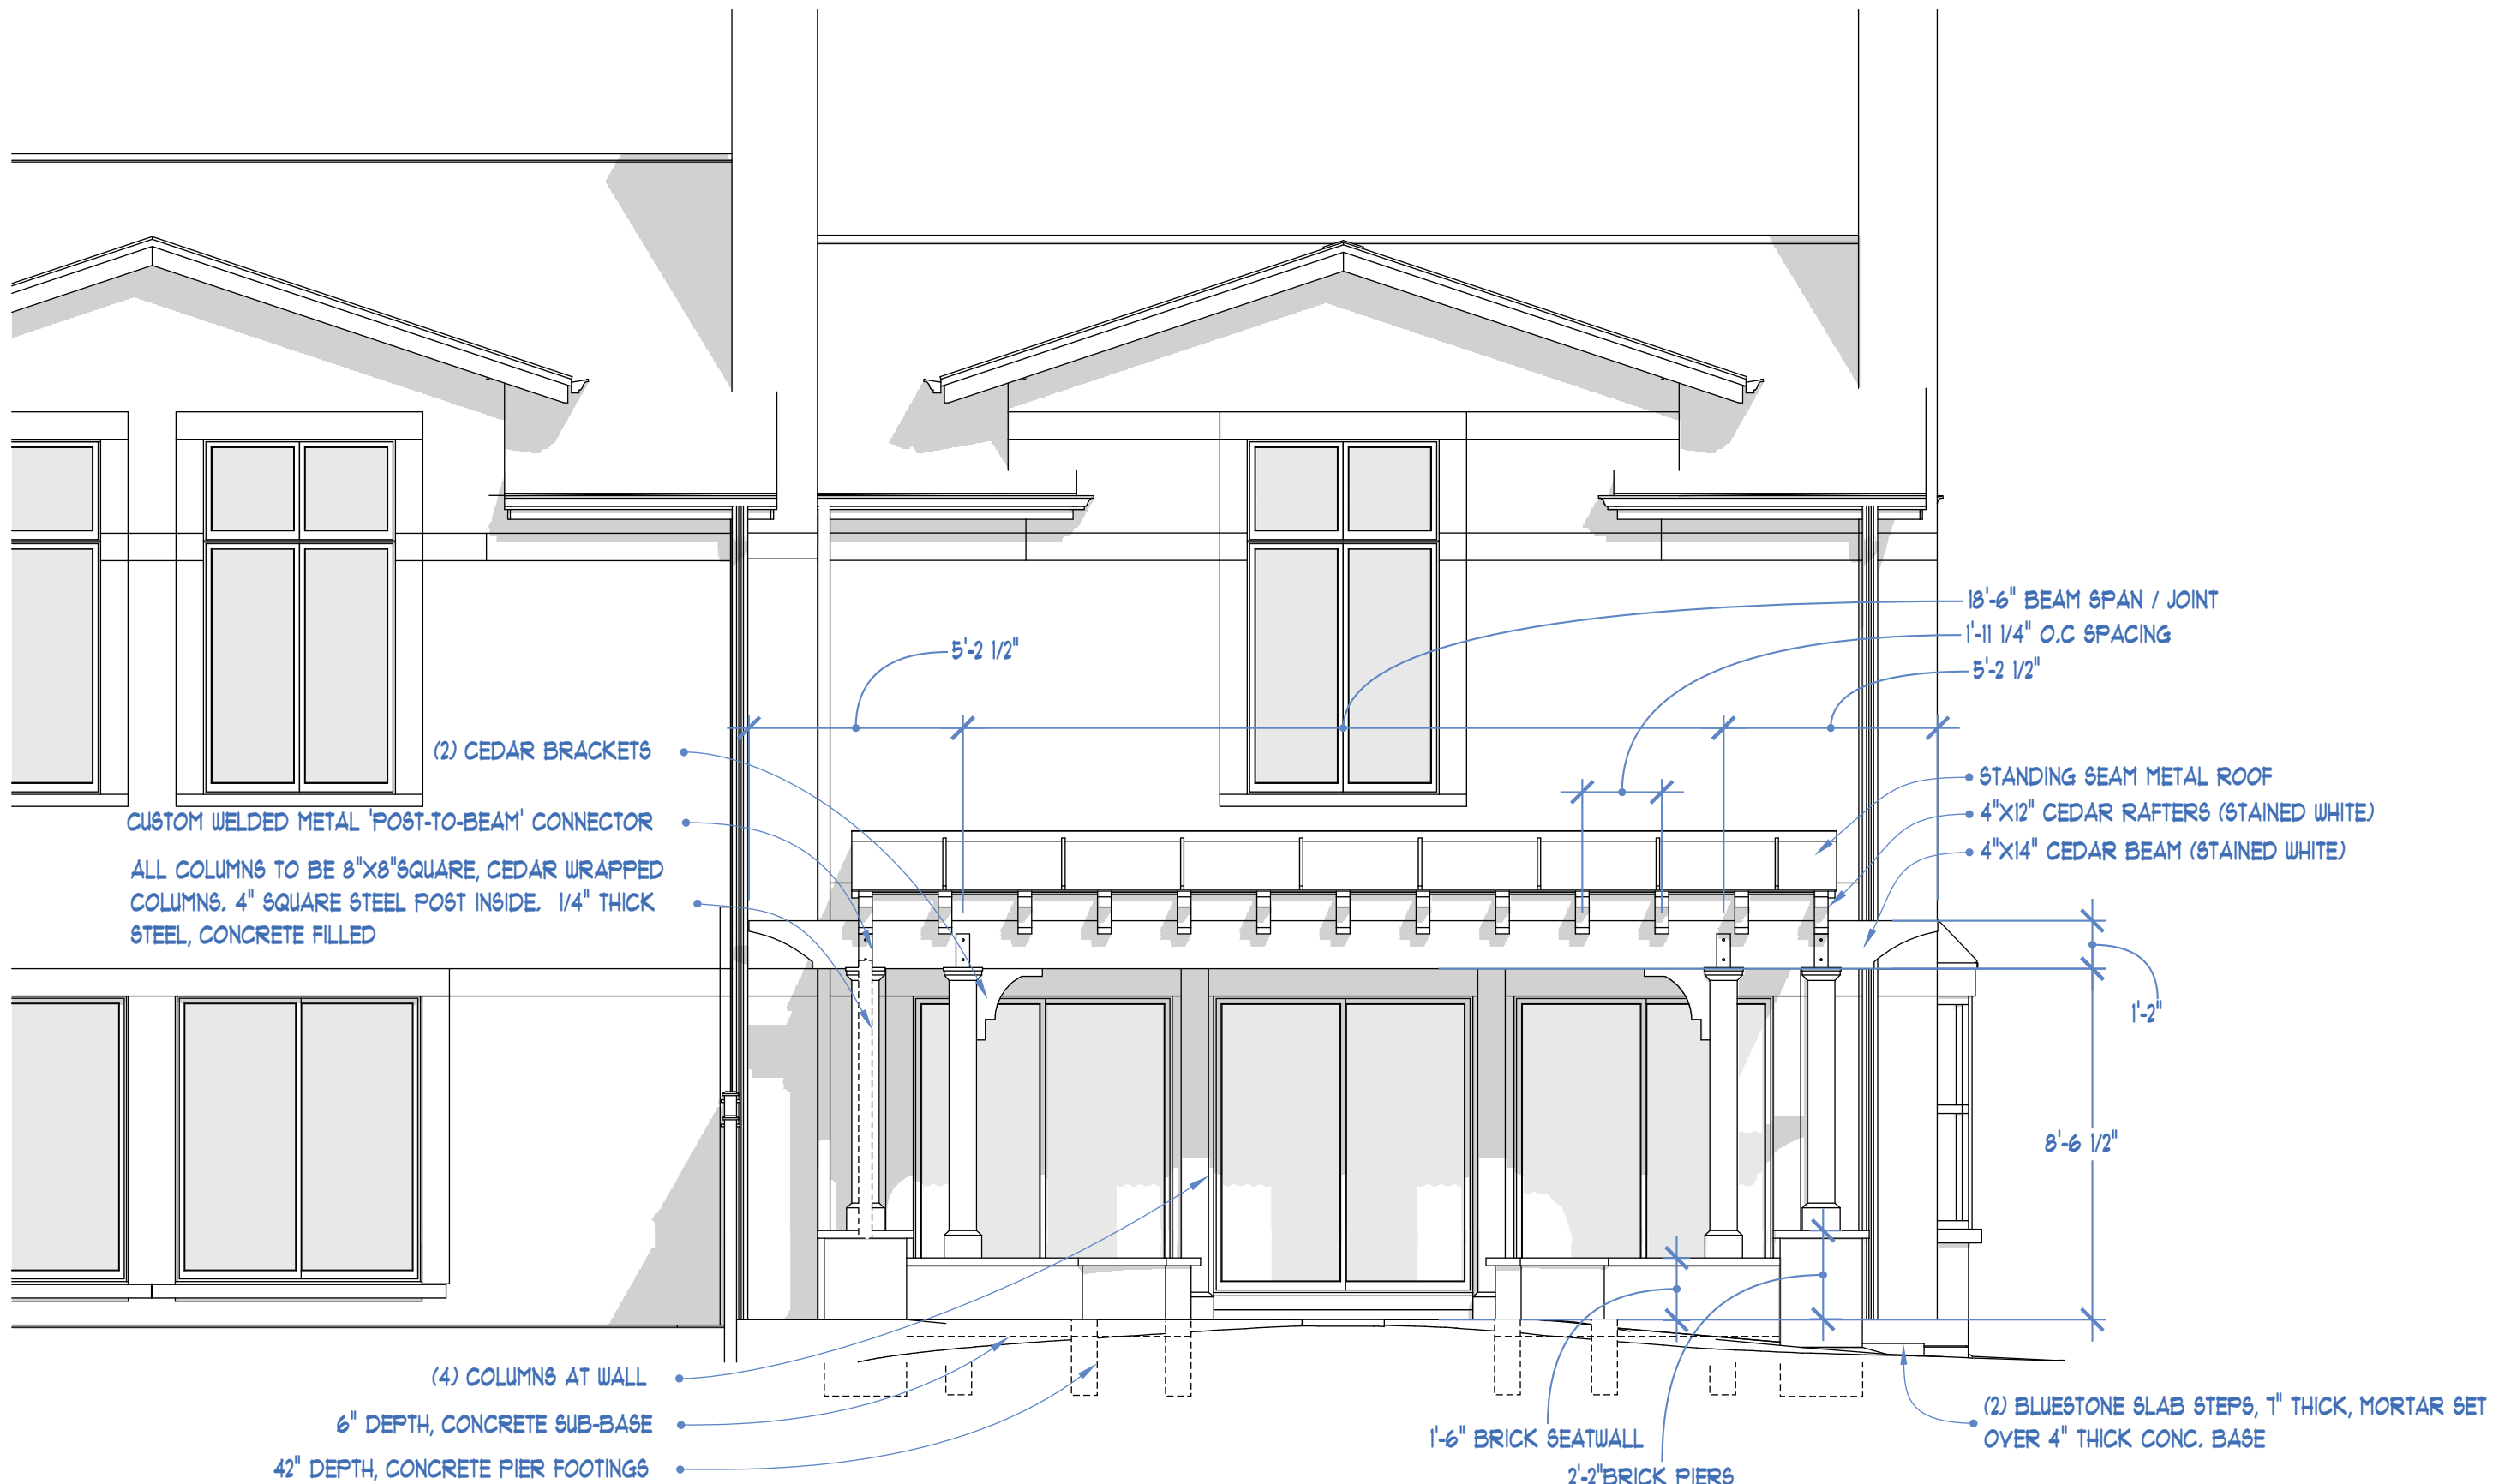 18'-6" BEAM SPAN / JOINT
1'-11 1/4" O.C SPACING
5'-2 1/2"
5'-2 1/2"
(2) CEDAR BRACKETS
STANDING SEAM METAL ROOF
4"X12" CEDAR RAFTERS (STAINED WHITE)
4"X14" CEDAR BEAM (STAINED WHITE)
CUSTOM WELDED METAL 'POST-TO-BEAM' CONNECTOR
ALL COLUMNS TO BE 8"X8"SQUARE, CEDAR WRAPPED
COLUMNS. 4" SQUARE STEEL POST INSIDE. 1/4" THICK
STEEL, CONCRETE FILLED
1'-2"
8'-6 1/2"
(4) COLUMNS AT WALL
6" DEPTH, CONCRETE SUB-BASE
42" DEPTH, CONCRETE PIER FOOTINGS
1'-6" BRICK SEATWALL
2'-2"BRICK PIERS
(2) BLUESTONE SLAB STEPS, 7" THICK, MORTAR SET
OVER 4" THICK CONC. BASE